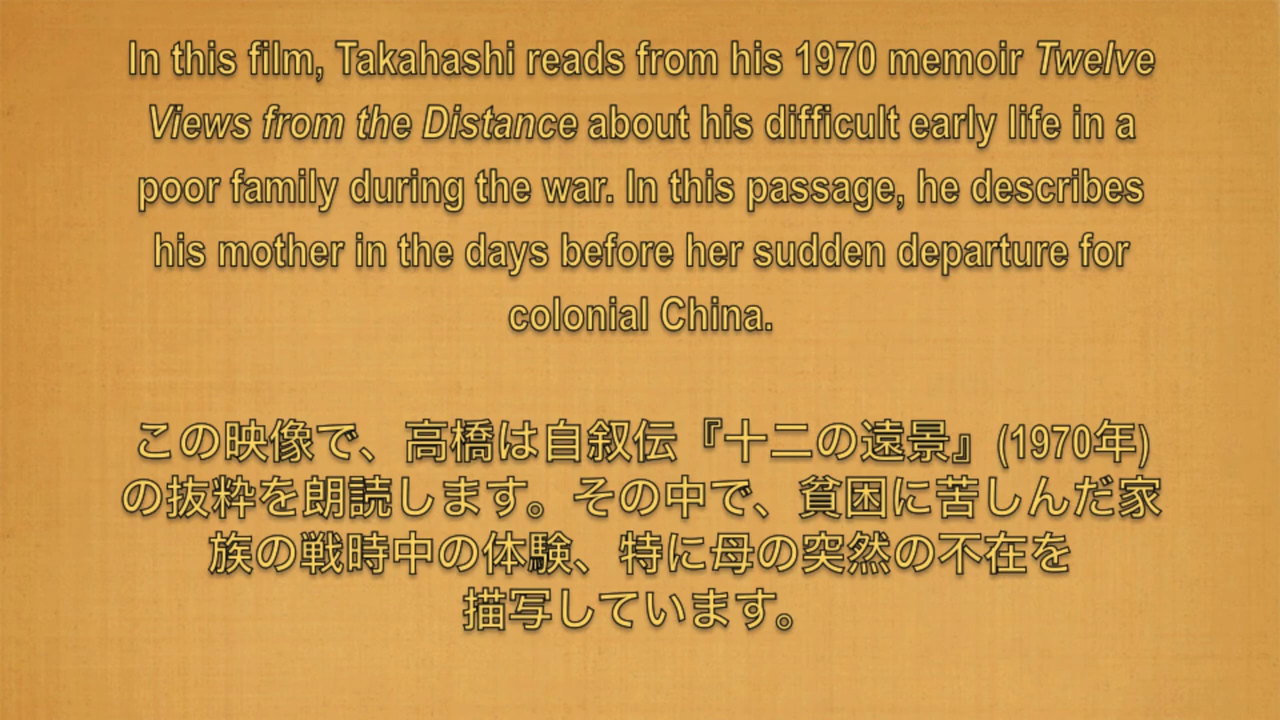 In this film, Takahashi reads from his 1970 memoir Twelve
Views from the Distance about his difficult early life in a
poor family during the war. In this passage, he describes
his mother in the days before her sudden departure for
colonial China.
この映像で、高橋は自叙伝『十二の遠景』(1970年)
の抜粋を朗読します。その中で、貧困に苦しんだ家
族の戦時中の体験、特に母の突然の不在を
描写しています。